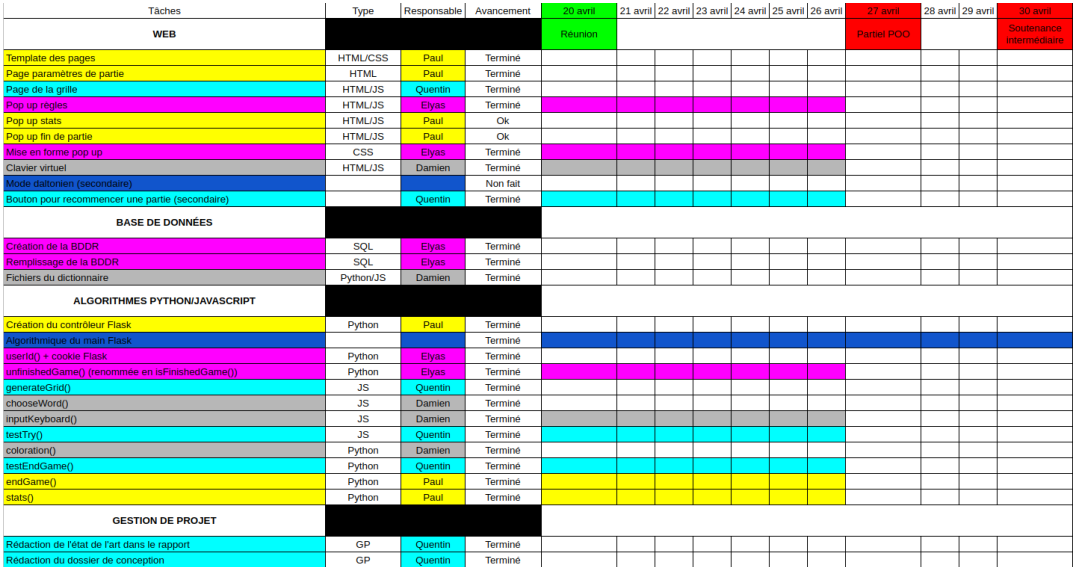 Tâches Type Responsable Avancement 20 avril 21 avril 22 avril 23 avril 24 avril 25 avril 26 avril 27 avril 28 avril 29 avril 30 avril
WEB Réunion Partiel POO Soutenance
intermédiaire
Template des pages HTML/CSS Paul Terminé
Page paramètres de partie HTML Paul Terminé
Page de la grille HTML/JS Quentin Terminé
Pop up règles HTML/JS Elyas Terminé
Pop up stats HTML/JS Paul Ok
Pop up fin de partie HTML/JS Paul Ok
Mise en forme pop up CSS Elyas Terminé
Clavier virtuel HTML/JS Damien Terminé
Mode daltonien (secondaire) Non fait
Bouton pour recommencer une partie (secondaire) Quentin Terminé
BASE DE DONNÉES
Création de la BDDR SQL Elyas Terminé
Remplissage de la BDDR SQL Elyas Terminé
Fichiers du dictionnaire Python/JS Damien Terminé
ALGORITHMES PYTHON/JAVASCRIPT
Création du contrôleur Flask Python Paul Terminé
Algorithmique du main Flask Terminé
userId() + cookie Flask Python Elyas Terminé
unfinishedGame() (renommée en isFinishedGame()) Python Elyas Terminé
generateGrid() JS Quentin Terminé
chooseWord() JS Damien Terminé
inputKeyboard() JS Damien Terminé
testTry() JS Quentin Terminé
coloration() Python Damien Terminé
testEndGame() Python Quentin Terminé
endGame() Python Paul Terminé
stats() Python Paul Terminé
GESTION DE PROJET
Rédaction de l'état de l'art dans le rapport GP Quentin Terminé
Rédaction du dossier de conception GP Quentin Terminé